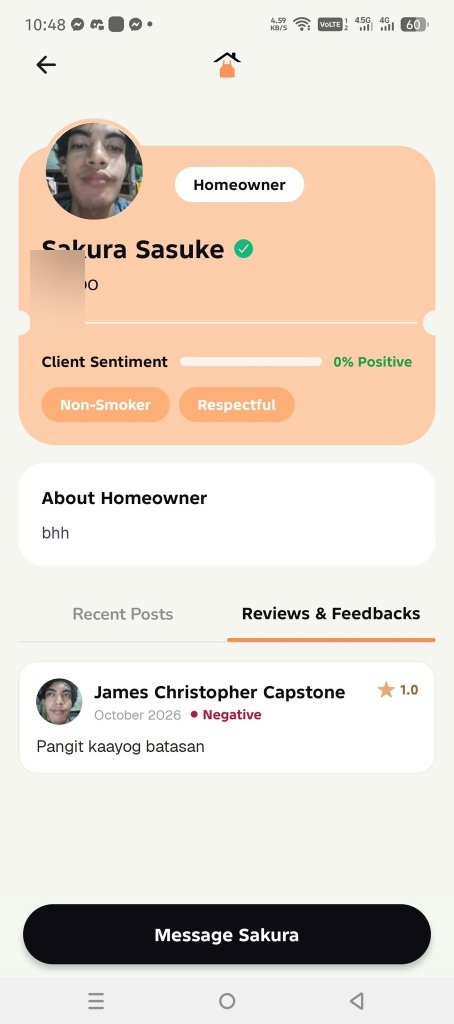 10:48
4.59 KB/S VoLTE 1 2 4.5G 4G 60
Homeowner
Sakura Sasuke
Client Sentiment 0% Positive
Non-Smoker Respectful
About Homeowner
bhh
Recent Posts Reviews & Feedbacks
James Christopher Capstone 1.0
October 2026 • Negative
Pangit kaayog batasan
Message Sakura